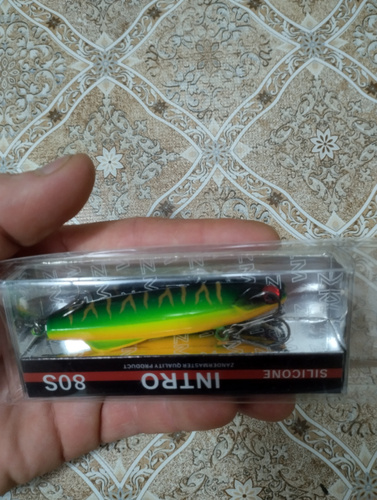 SILICONE INTRO 80S
ZANDERMASTER QUALITY PRODUCT